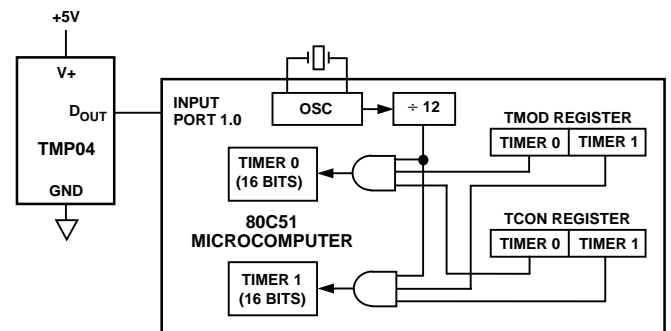 +5V
V+
DOUT
TMP04
GND
INPUT
PORT 1.0
OSC
÷ 12
TMOD REGISTER
TIMER 0 TIMER 1
TIMER 0
(16 BITS)
80C51
MICROCOMPUTER
TCON REGISTER
TIMER 0 TIMER 1
TIMER 1
(16 BITS)